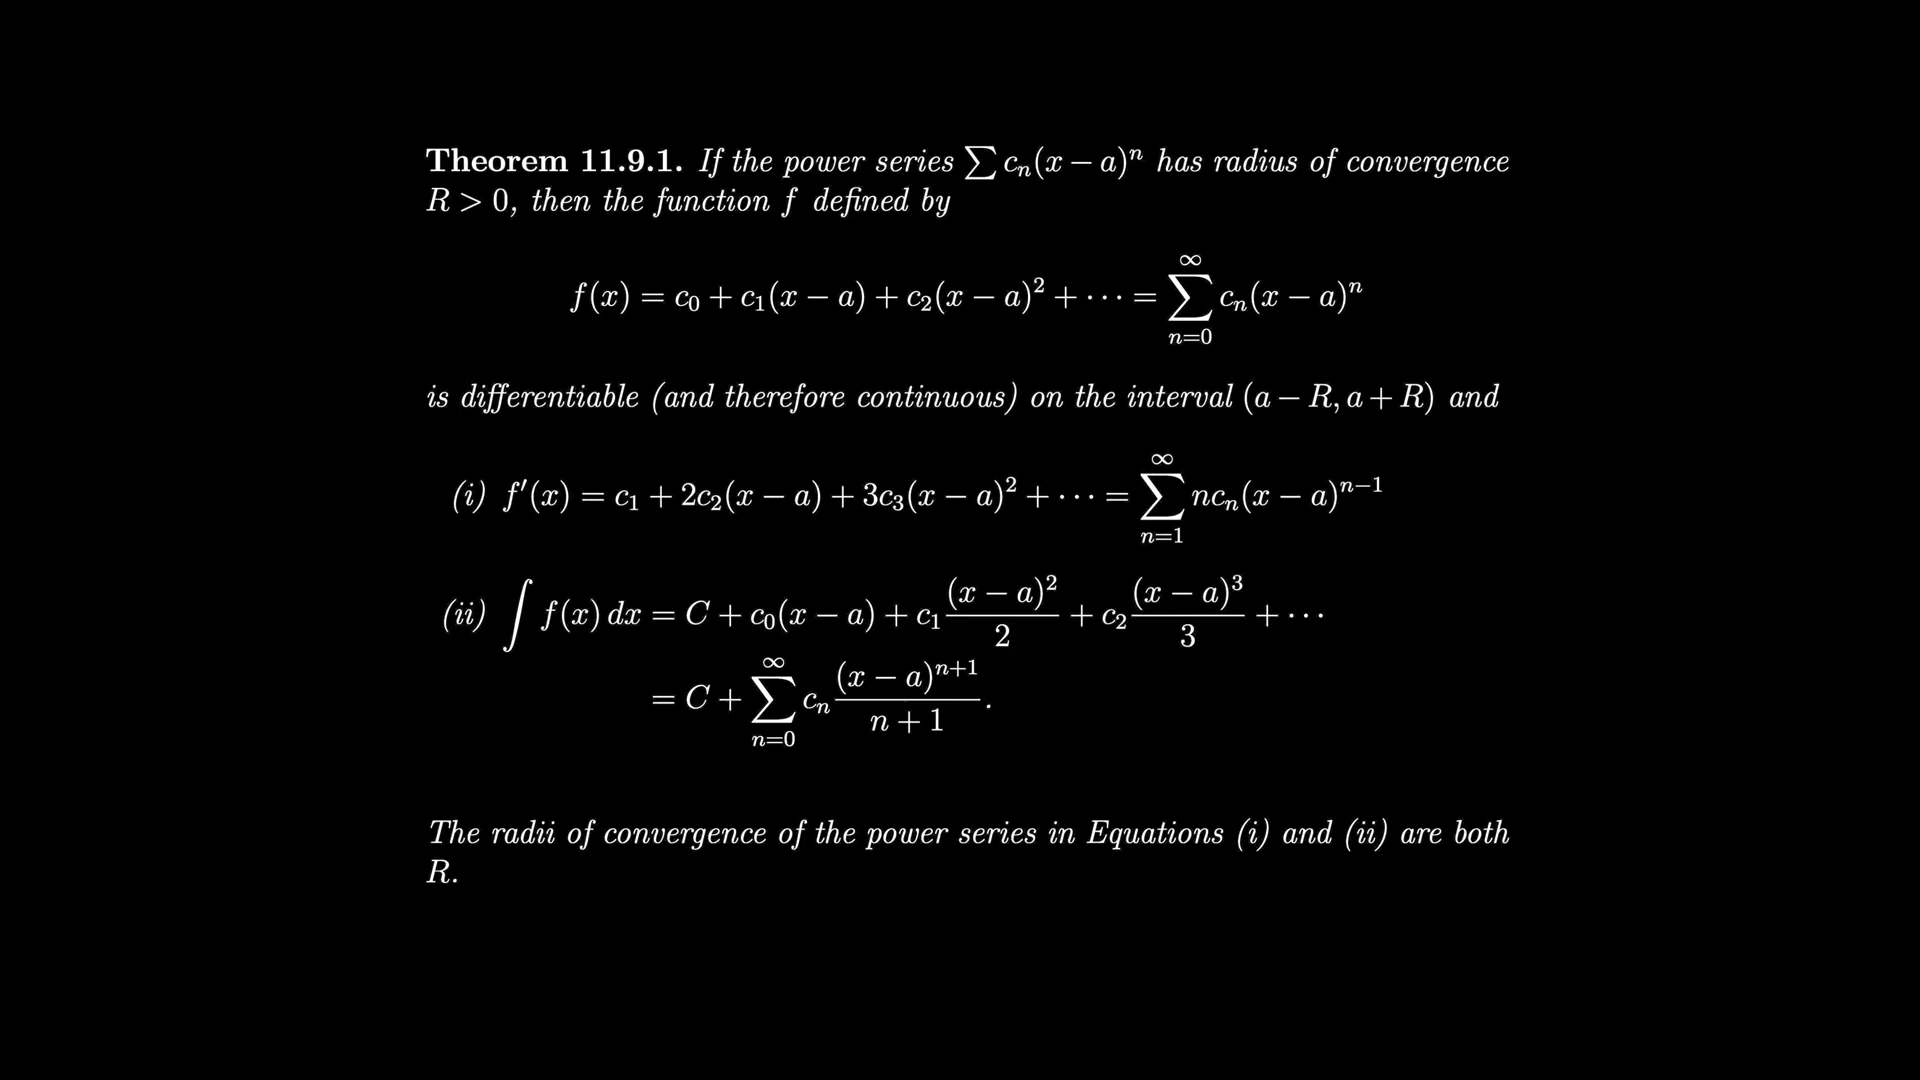 Theorem 11.9.1. If the power series ∑ cₙ(x − a)ⁿ has radius of convergence
R > 0, then the function f defined by
f(x) = c₀ + c₁(x − a) + c₂(x − a)² + ⋯ = ∑_{n=0}^{∞} cₙ(x − a)ⁿ
is differentiable (and therefore continuous) on the interval (a − R, a + R) and
(i) f′(x) = c₁ + 2c₂(x − a) + 3c₃(x − a)² + ⋯ = ∑_{n=1}^{∞} ncₙ(x − a)ⁿ⁻¹
(ii) ∫ f(x) dx = C + c₀(x − a) + c₁ (x − a)²/2 + c₂ (x − a)³/3 + ⋯
= C + ∑_{n=0}^{∞} cₙ (x − a)ⁿ⁺¹/(n + 1).
The radii of convergence of the power series in Equations (i) and (ii) are both
R.